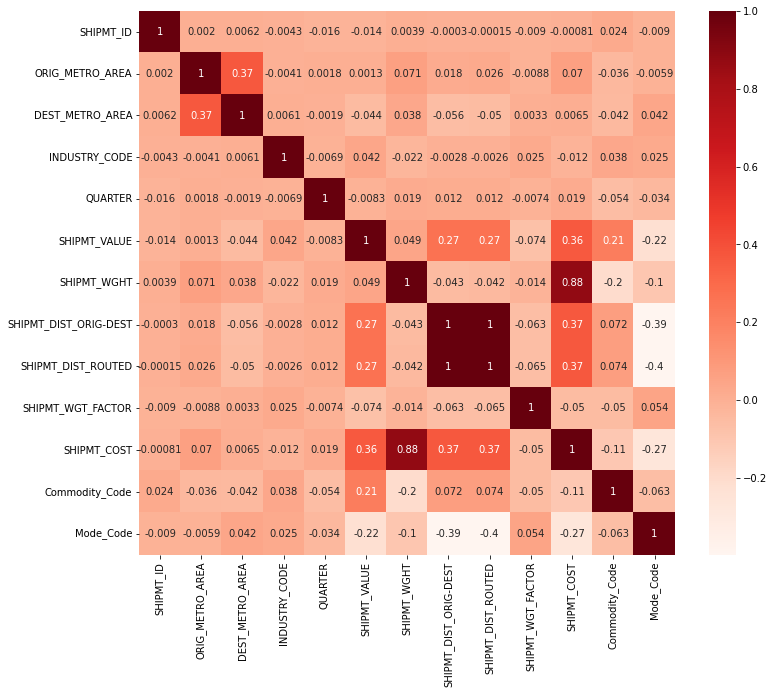 SHIPMT_ID 1 0.002 0.0062 -0.0043 -0.016 -0.014 0.0039 -0.0003 -0.00015 -0.009 -0.00081 0.024 -0.009
ORIG_METRO_AREA 0.002 1 0.37 -0.0041 0.0018 0.0013 0.071 0.018 0.026 -0.0088 0.07 -0.036 -0.0059
DEST_METRO_AREA 0.0062 0.37 1 0.0061 -0.0019 -0.044 0.038 -0.056 -0.05 0.0033 0.0065 -0.042 0.042
INDUSTRY_CODE -0.0043 -0.0041 0.0061 1 -0.0069 0.042 -0.022 -0.0028 -0.0026 0.025 -0.012 0.038 0.025
QUARTER -0.016 0.0018 -0.0019 -0.0069 1 -0.0083 0.019 0.012 0.012 -0.0074 0.019 -0.054 -0.034
SHIPMT_VALUE -0.014 0.0013 -0.044 0.042 -0.0083 1 0.049 0.27 0.27 -0.074 0.36 0.21 -0.22
SHIPMT_WGHT 0.0039 0.071 0.038 -0.022 0.019 0.049 1 -0.043 -0.042 -0.014 0.88 -0.2 -0.1
SHIPMT_DIST_ORIG-DEST -0.0003 0.018 -0.056 -0.0028 0.012 0.27 -0.043 1 1 -0.063 0.37 0.072 -0.39
SHIPMT_DIST_ROUTED -0.00015 0.026 -0.05 -0.0026 0.012 0.27 -0.042 1 1 -0.065 0.37 0.074 -0.4
SHIPMT_WGT_FACTOR -0.009 -0.0088 0.0033 0.025 -0.0074 -0.074 -0.014 -0.063 -0.065 1 -0.05 -0.05 0.054
SHIPMT_COST -0.00081 0.07 0.0065 -0.012 0.019 0.36 0.88 0.37 0.37 -0.05 1 -0.11 -0.27
Commodity_Code 0.024 -0.036 -0.042 0.038 -0.054 0.21 -0.2 0.072 0.074 -0.05 -0.11 1 -0.063
Mode_Code -0.009 -0.0059 0.042 0.025 -0.034 -0.22 -0.1 -0.39 -0.4 0.054 -0.27 -0.063 1
SHIPMT_ID
ORIG_METRO_AREA
DEST_METRO_AREA
INDUSTRY_CODE
QUARTER
SHIPMT_VALUE
SHIPMT_WGHT
SHIPMT_DIST_ORIG-DEST
SHIPMT_DIST_ROUTED
SHIPMT_WGT_FACTOR
SHIPMT_COST
Commodity_Code
Mode_Code
1.0
0.8
0.6
0.4
0.2
0.0
-0.2